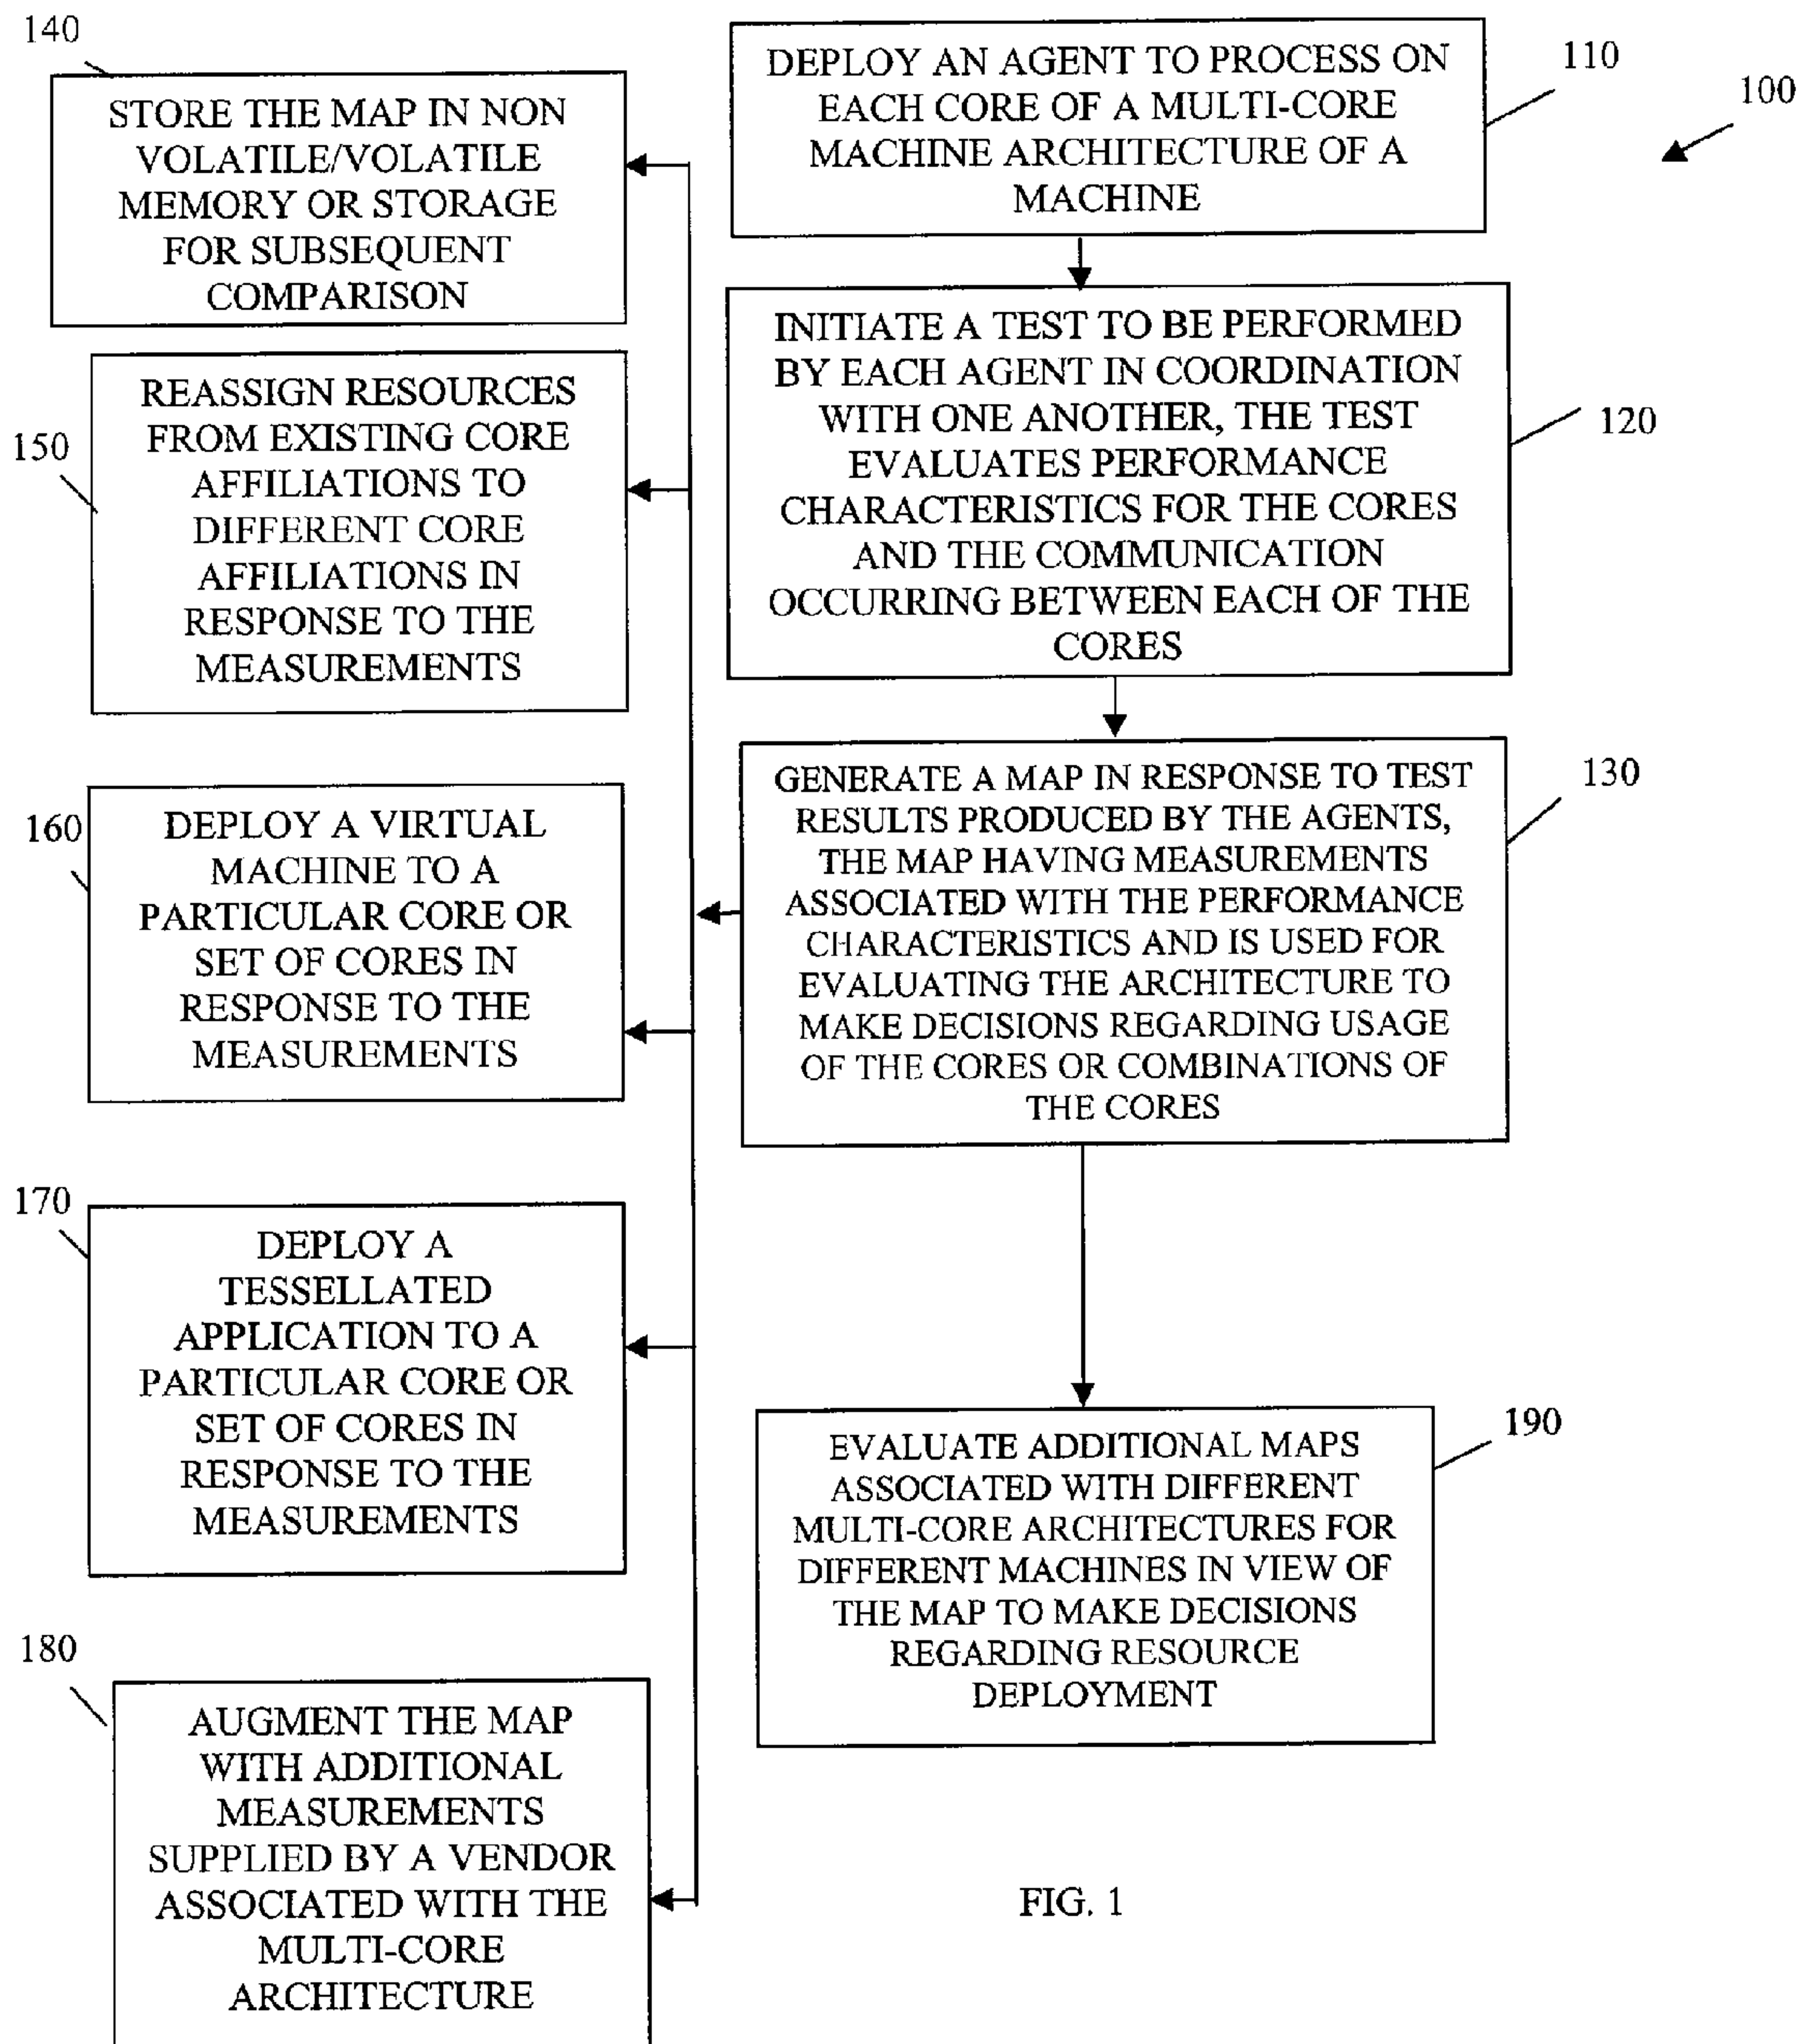 140
STORE THE MAP IN NON
VOLATILE/VOLATILE
MEMORY OR STORAGE
FOR SUBSEQUENT
COMPARISON
150
REASSIGN RESOURCES
FROM EXISTING CORE
AFFILIATIONS TO
DIFFERENT CORE
AFFILIATIONS IN
RESPONSE TO THE
MEASUREMENTS
160
DEPLOY A VIRTUAL
MACHINE TO A
PARTICULAR CORE OR
SET OF CORES IN
RESPONSE TO THE
MEASUREMENTS
170
DEPLOY A
TESSELLATED
APPLICATION TO A
PARTICULAR CORE OR
SET OF CORES IN
RESPONSE TO THE
MEASUREMENTS
180
AUGMENT THE MAP
WITH ADDITIONAL
MEASUREMENTS
SUPPLIED BY A VENDOR
ASSOCIATED WITH THE
MULTI-CORE
ARCHITECTURE
DEPLOY AN AGENT TO PROCESS ON
EACH CORE OF A MULTI-CORE
MACHINE ARCHITECTURE OF A
MACHINE
110
100
INITIATE A TEST TO BE PERFORMED
BY EACH AGENT IN COORDINATION
WITH ONE ANOTHER, THE TEST
EVALUATES PERFORMANCE
CHARACTERISTICS FOR THE CORES
AND THE COMMUNICATION
OCCURRING BETWEEN EACH OF THE
CORES
120
GENERATE A MAP IN RESPONSE TO TEST
RESULTS PRODUCED BY THE AGENTS,
THE MAP HAVING MEASUREMENTS
ASSOCIATED WITH THE PERFORMANCE
CHARACTERISTICS AND IS USED FOR
EVALUATING THE ARCHITECTURE TO
MAKE DECISIONS REGARDING USAGE
OF THE CORES OR COMBINATIONS OF
THE CORES
130
EVALUATE ADDITIONAL MAPS
ASSOCIATED WITH DIFFERENT
MULTI-CORE ARCHITECTURES FOR
DIFFERENT MACHINES IN VIEW OF
THE MAP TO MAKE DECISIONS
REGARDING RESOURCE
DEPLOYMENT
190
FIG. 1